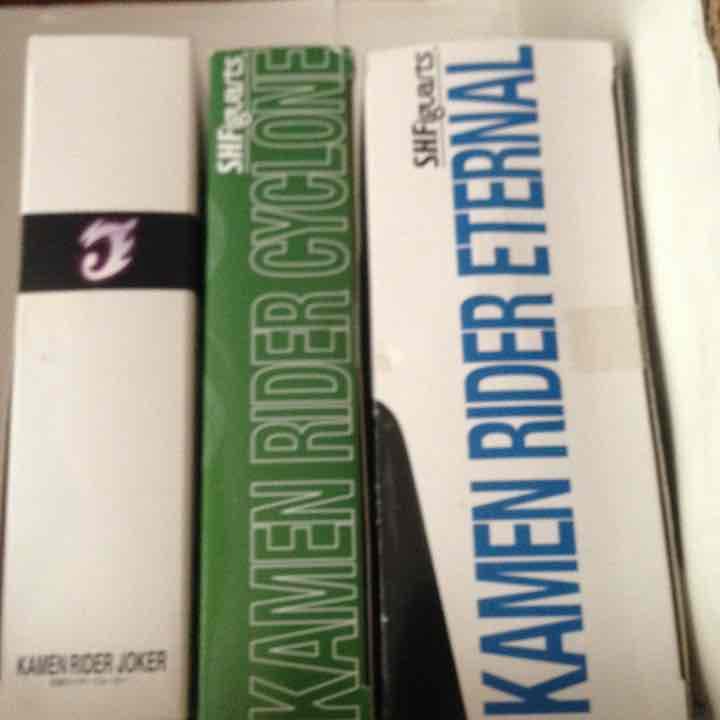 J
KAMEN RIDER JOKER
SHFiguarts
KAMEN RIDER CYCLONE
SHFiguarts
KAMEN RIDER ETERNAL